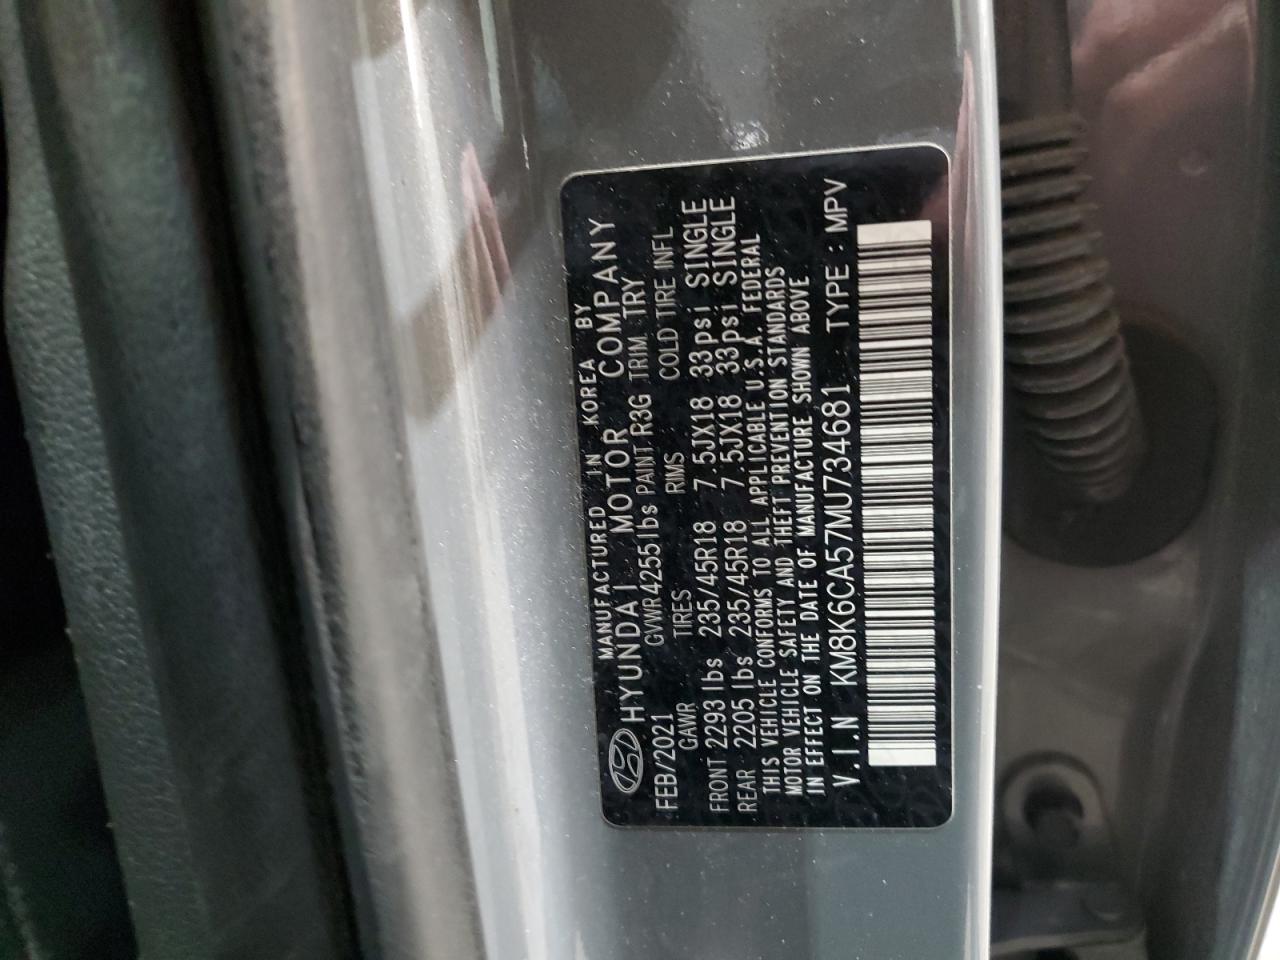 MANUFACTURED IN KOREA BY
HYUNDAI MOTOR COMPANY
FEB/2021 GVWR 4255lbs PAINT R3G TRIM TRY
GAWR TIRES RIMS COLD TIRE INFL
FRONT 2293 lbs 235/45R18 7.5JX18 33psi SINGLE
REAR 2205 lbs 235/45R18 7.5JX18 33psi SINGLE
THIS VEHICLE CONFORMS TO ALL APPLICABLE U.S.A. FEDERAL
MOTOR VEHICLE SAFETY AND THEFT PREVENTION STANDARDS
IN EFFECT ON THE DATE OF MANUFACTURE SHOWN ABOVE
V.I.N KM8K6CA57MU734681 TYPE : MPV